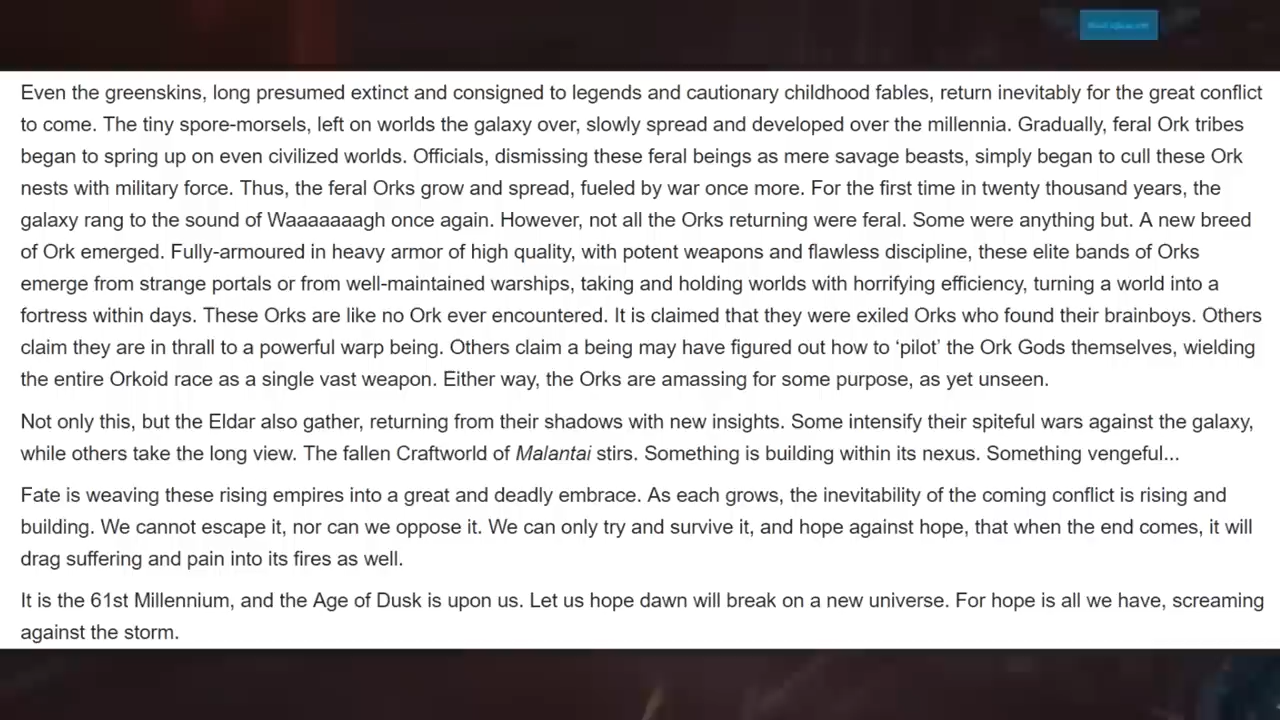 Even the greenskins, long presumed extinct and consigned to legends and cautionary childhood fables, return inevitably for the great conflict
to come. The tiny spore-morsels, left on worlds the galaxy over, slowly spread and developed over the millennia. Gradually, feral Ork tribes
began to spring up on even civilized worlds. Officials, dismissing these feral beings as mere savage beasts, simply began to cull these Ork
nests with military force. Thus, the feral Orks grow and spread, fueled by war once more. For the first time in twenty thousand years, the
galaxy rang to the sound of Waaaaaaagh once again. However, not all the Orks returning were feral. Some were anything but. A new breed
of Ork emerged. Fully-armoured in heavy armor of high quality, with potent weapons and flawless discipline, these elite bands of Orks
emerge from strange portals or from well-maintained warships, taking and holding worlds with horrifying efficiency, turning a world into a
fortress within days. These Orks are like no Ork ever encountered. It is claimed that they were exiled Orks who found their brainboys. Others
claim they are in thrall to a powerful warp being. Others claim a being may have figured out how to ‘pilot’ the Ork Gods themselves, wielding
the entire Orkoid race as a single vast weapon. Either way, the Orks are amassing for some purpose, as yet unseen.
Not only this, but the Eldar also gather, returning from their shadows with new insights. Some intensify their spiteful wars against the galaxy,
while others take the long view. The fallen Craftworld of Malantai stirs. Something is building within its nexus. Something vengeful...
Fate is weaving these rising empires into a great and deadly embrace. As each grows, the inevitability of the coming conflict is rising and
building. We cannot escape it, nor can we oppose it. We can only try and survive it, and hope against hope, that when the end comes, it will
drag suffering and pain into its fires as well.
It is the 61st Millennium, and the Age of Dusk is upon us. Let us hope dawn will break on a new universe. For hope is all we have, screaming
against the storm.